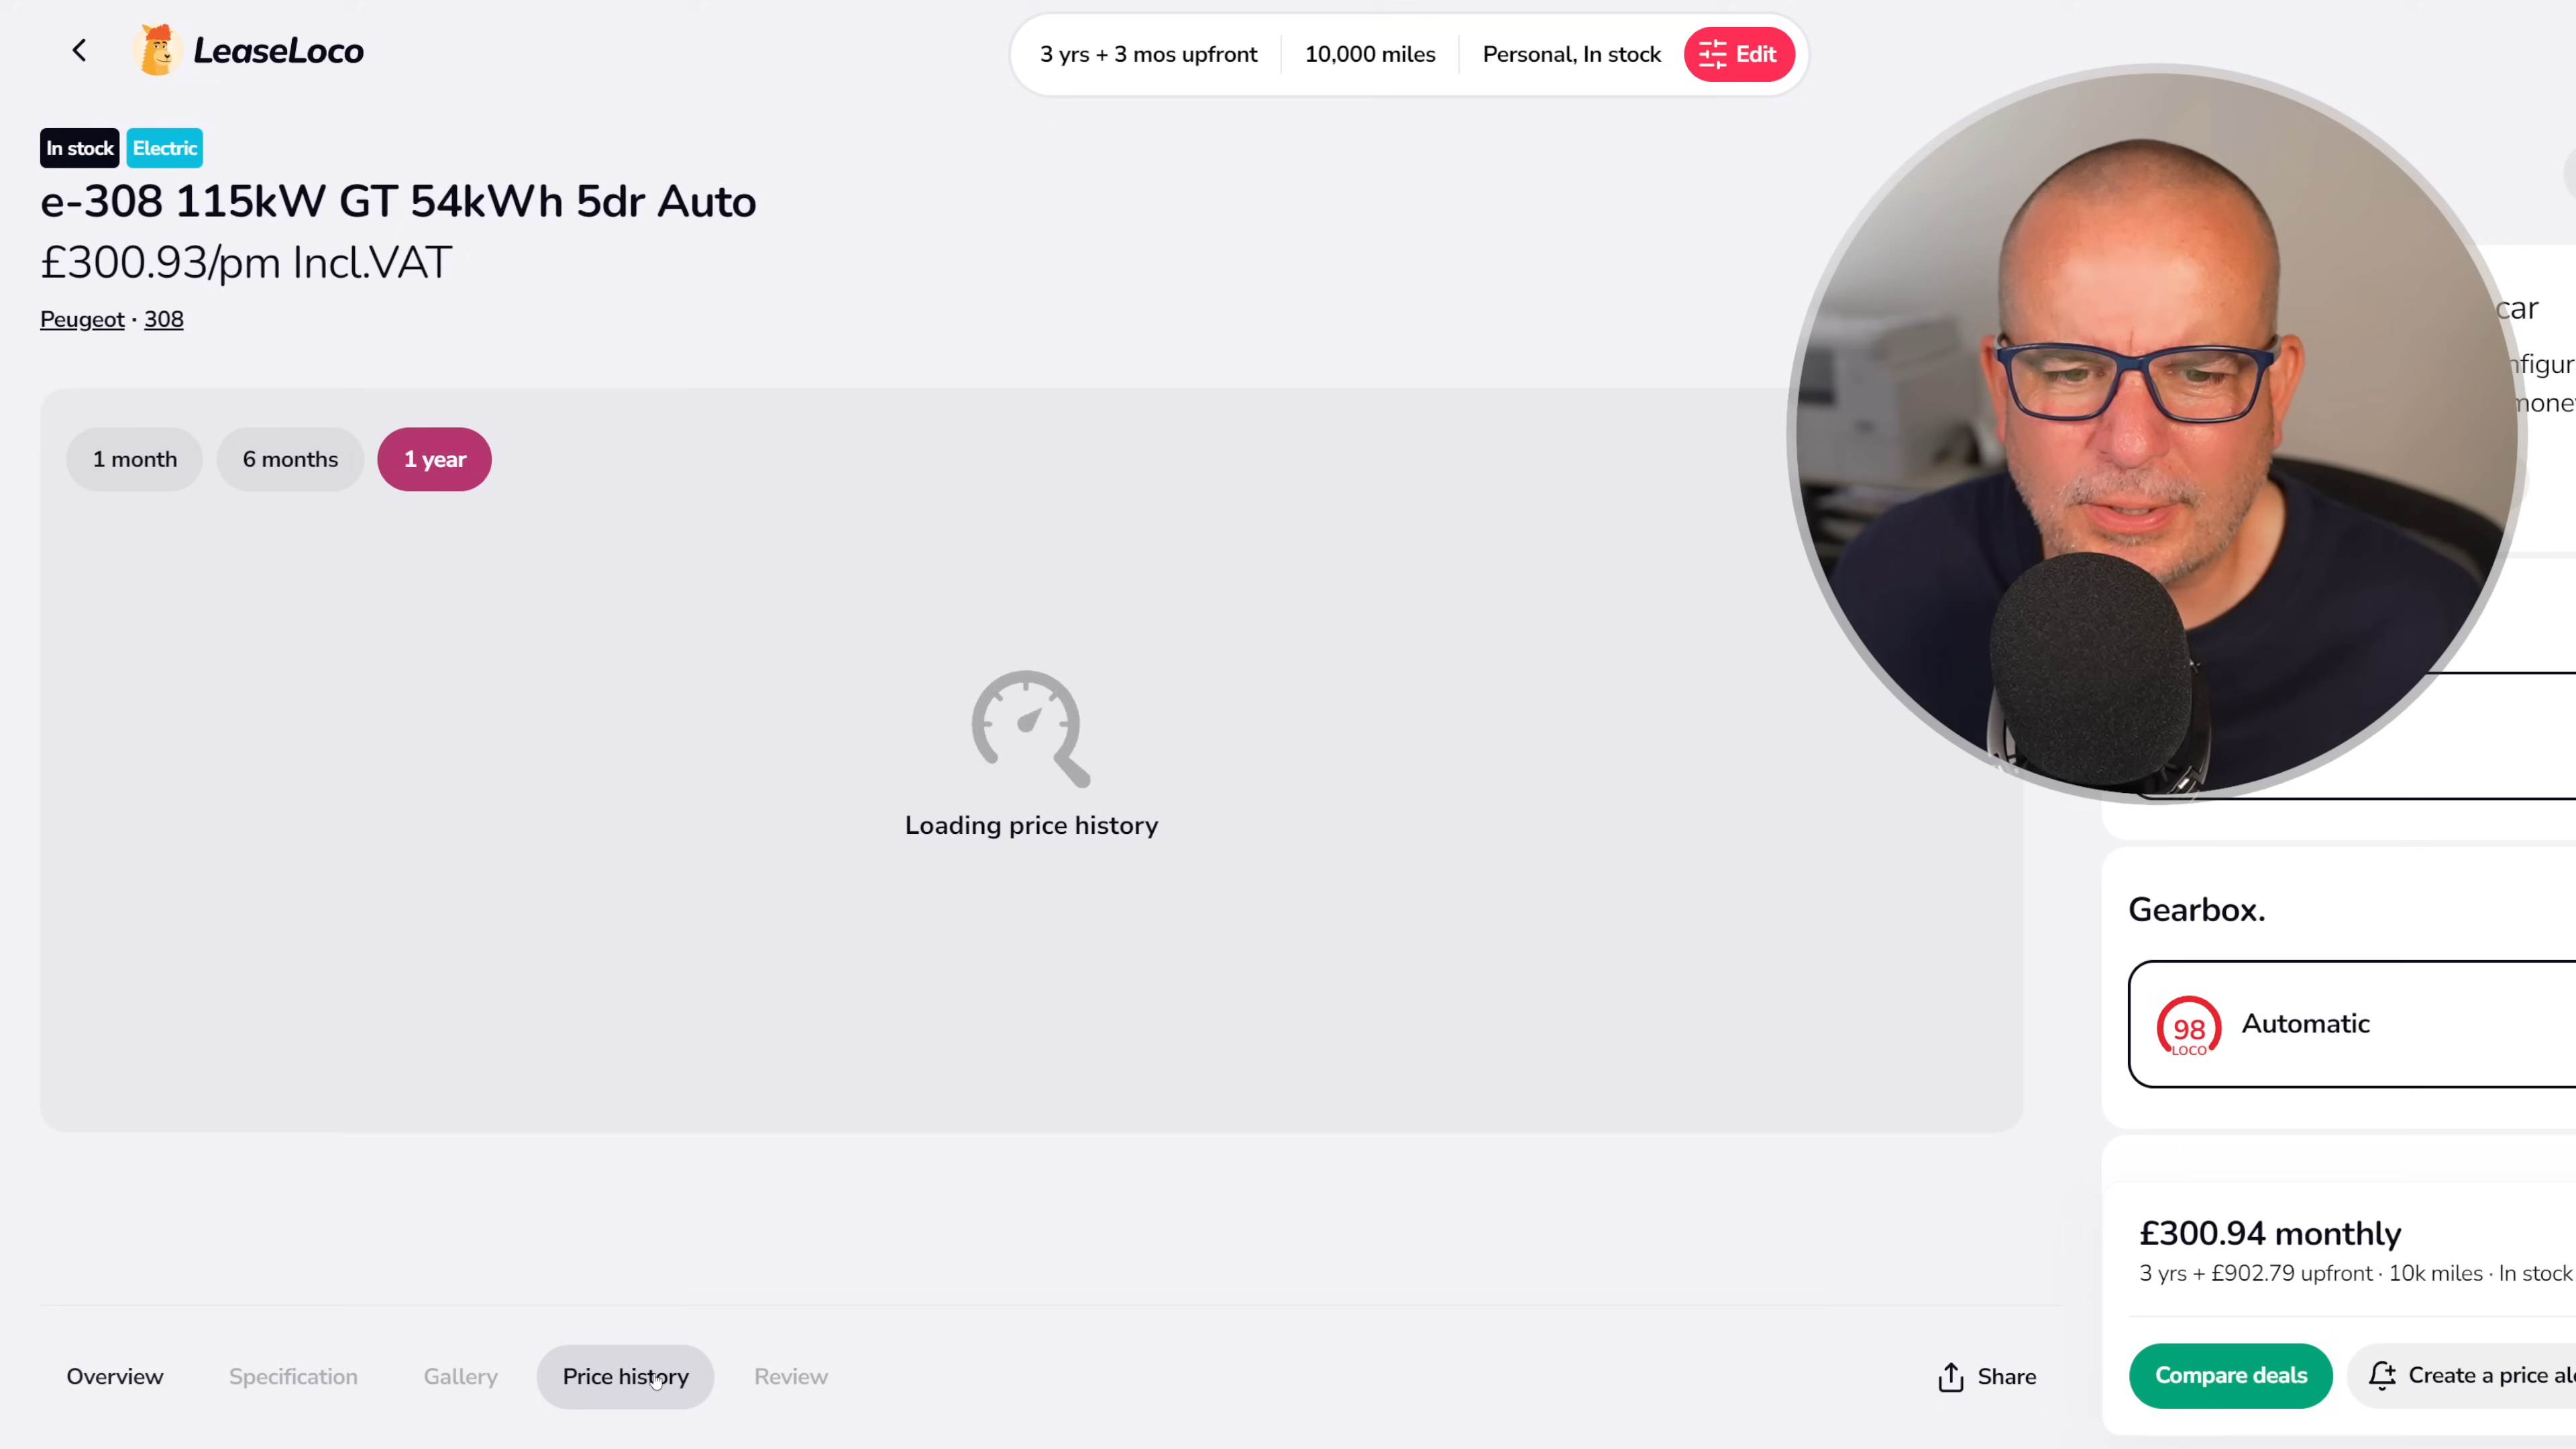 LeaseLoco
3 yrs + 3 mos upfront
10,000 miles
Personal, In stock
Edit
In stock
Electric
e-308 115kW GT 54kWh 5dr Auto
£300.93/pm Incl.VAT
Peugeot · 308
car
1 month
6 months
1 year
Loading price history
Gearbox.
98
LOCO
Automatic
£300.94 monthly
3 yrs + £902.79 upfront · 10k miles · In stock
Overview
Specification
Gallery
Price history
Review
Share
Compare deals
Create a price